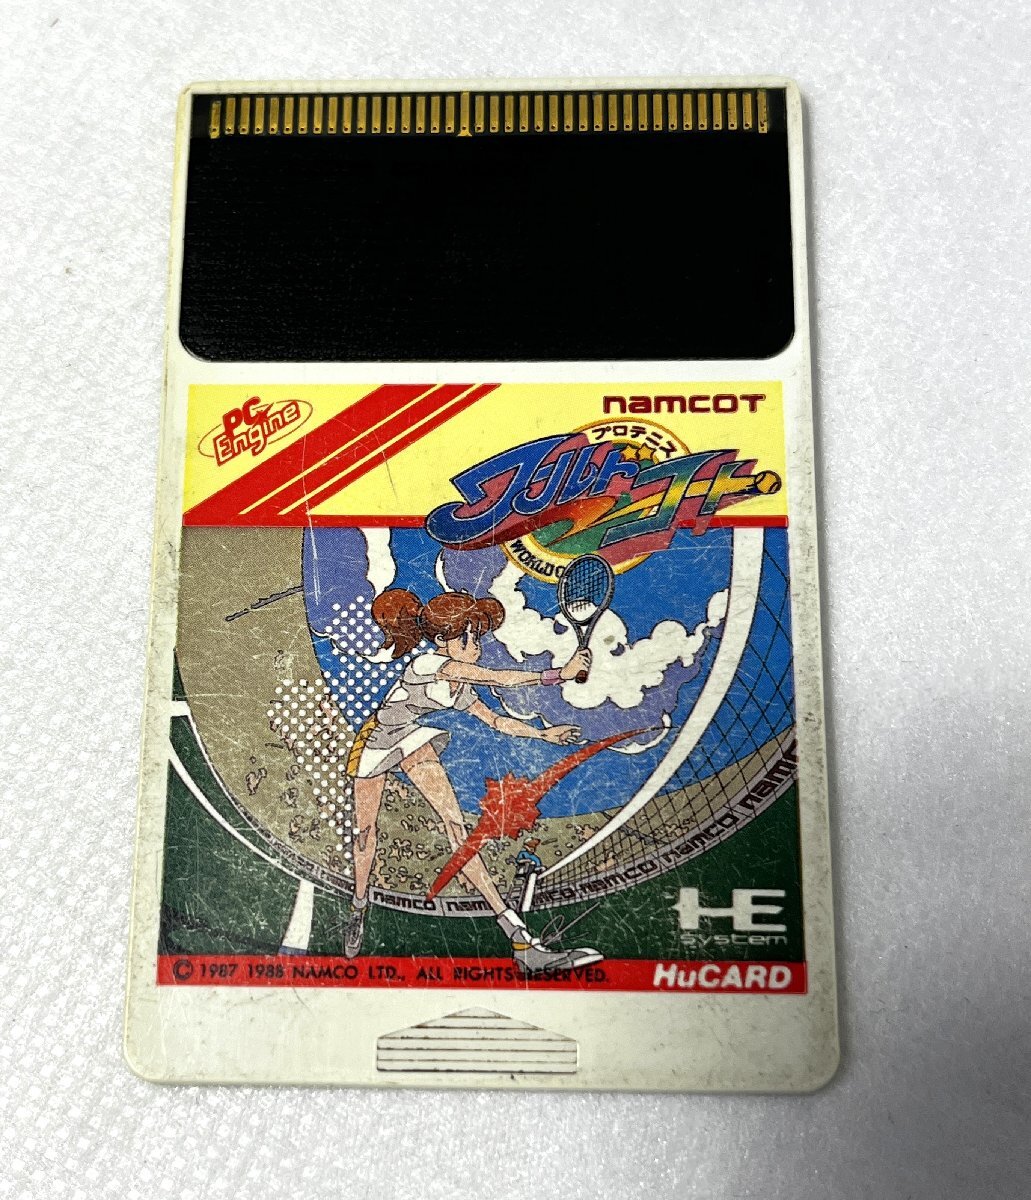 PC
Engine
namcoT
プロテニス
ワールド
コート
WORLD
namco
namco
namco
namco
namco
HE
System
© 1987 1988 NAMCO LTD., ALL RIGHTS RESERVED.
HuCARD